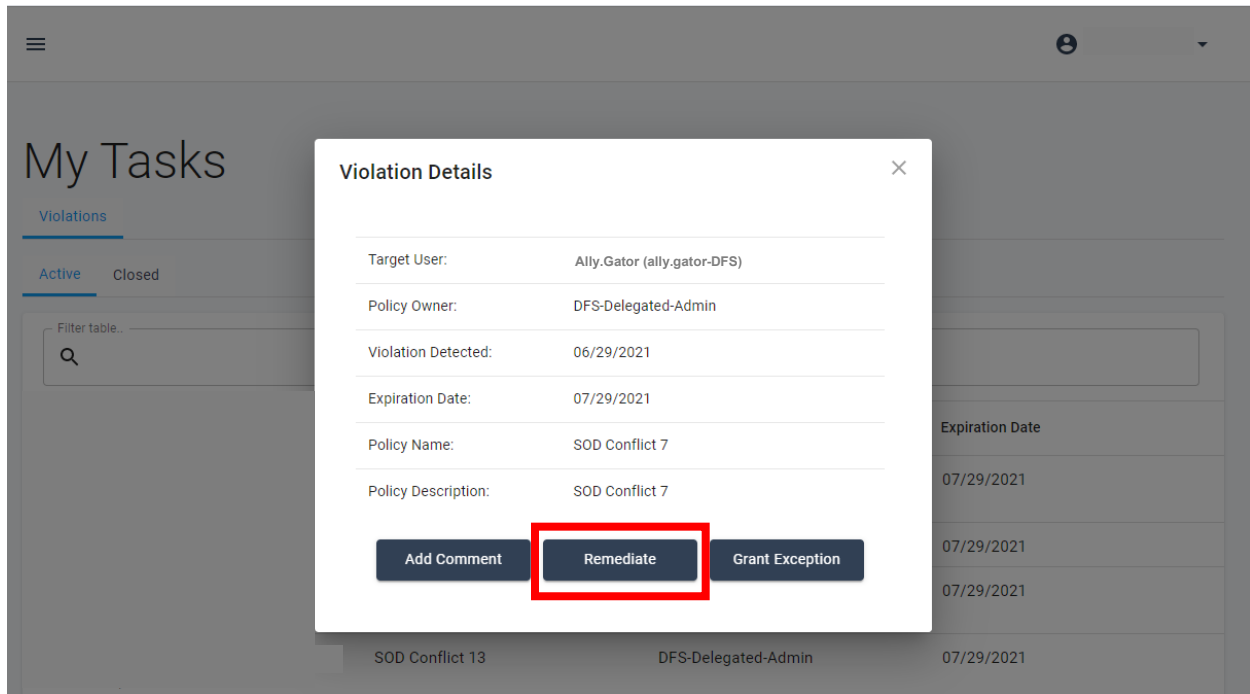 My Tasks
Violations
Active Closed
Filter table..
Expiration Date
07/29/2021
07/29/2021
07/29/2021
SOD Conflict 13 DFS-Delegated-Admin 07/29/2021
Violation Details
Target User: Ally.Gator (ally.gator-DFS)
Policy Owner: DFS-Delegated-Admin
Violation Detected: 06/29/2021
Expiration Date: 07/29/2021
Policy Name: SOD Conflict 7
Policy Description: SOD Conflict 7
Add Comment Remediate Grant Exception